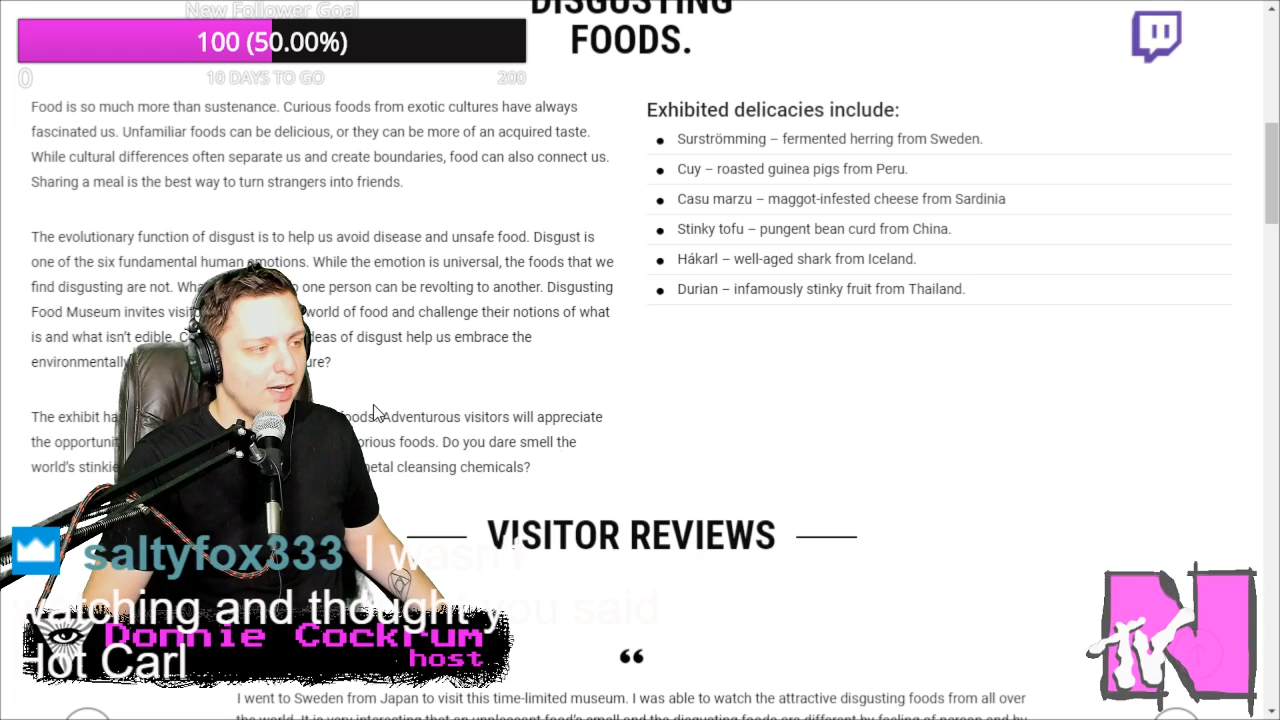 New Follower Goal
100 (50.00%)
0 10 DAYS TO GO 200
DISGUSTING
FOODS.
Food is so much more than sustenance. Curious foods from exotic cultures have always
fascinated us. Unfamiliar foods can be delicious, or they can be more of an acquired taste.
While cultural differences often separate us and create boundaries, food can also connect us.
Sharing a meal is the best way to turn strangers into friends.
The evolutionary function of disgust is to help us avoid disease and unsafe food. Disgust is
one of the six fundamental human emotions. While the emotion is universal, the foods that we
find disgusting are not. one person can be revolting to another. Disgusting
Food Museum invites world of food and challenge their notions of what
is and what isn't edible. ideas of disgust help us embrace the
environmentally
The exhibit foods. Adventurous visitors will appreciate
the foods. Do you dare smell the
world's cleansing chemicals?
Exhibited delicacies include:
Surströmming – fermented herring from Sweden.
Cuy – roasted guinea pigs from Peru.
Casu marzu – maggot-infested cheese from Sardinia
Stinky tofu – pungent bean curd from China.
Hákarl – well-aged shark from Iceland.
Durian – infamously stinky fruit from Thailand.
VISITOR REVIEWS
“
I went to Sweden from Japan to visit this time-limited museum. I was able to watch the attractive disgusting foods from all over
saltyfox333 I wasn't
watching and thought you said
lot Carl
Donnie Cockrum
host
N
TV